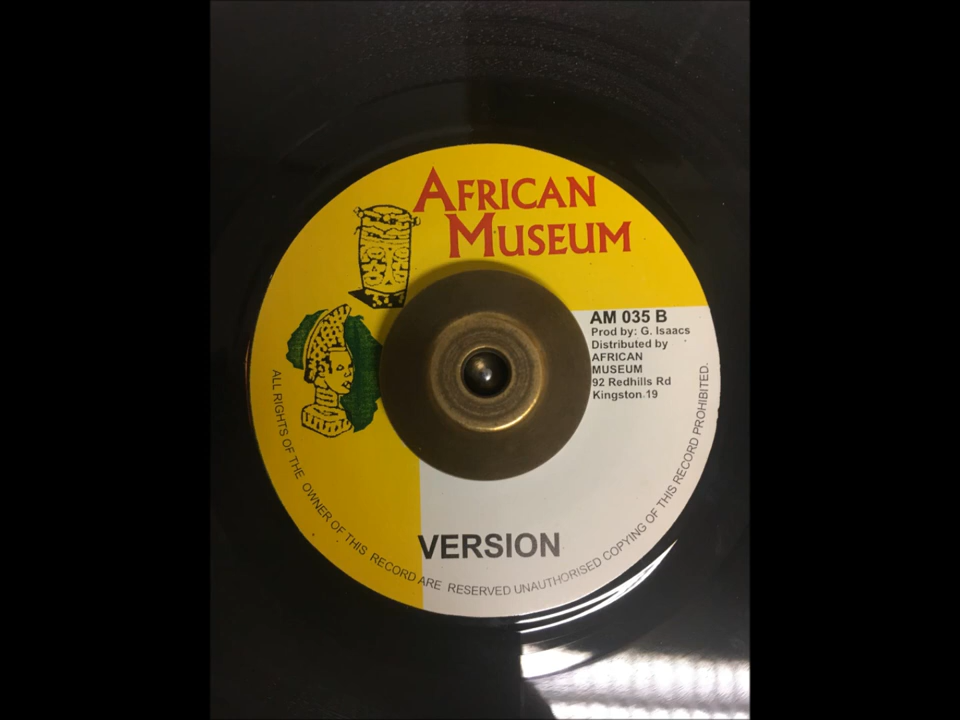 AFRICAN
MUSEUM
AM 035 B
Prod by: G. Isaacs
Distributed by
AFRICAN
MUSEUM
92 Redhills Rd
Kingston 19
VERSION
ALL RIGHTS OF THE OWNER OF THIS RECORD ARE RESERVED UNAUTHORISED COPYING OF THIS RECORD PROHIBITED.